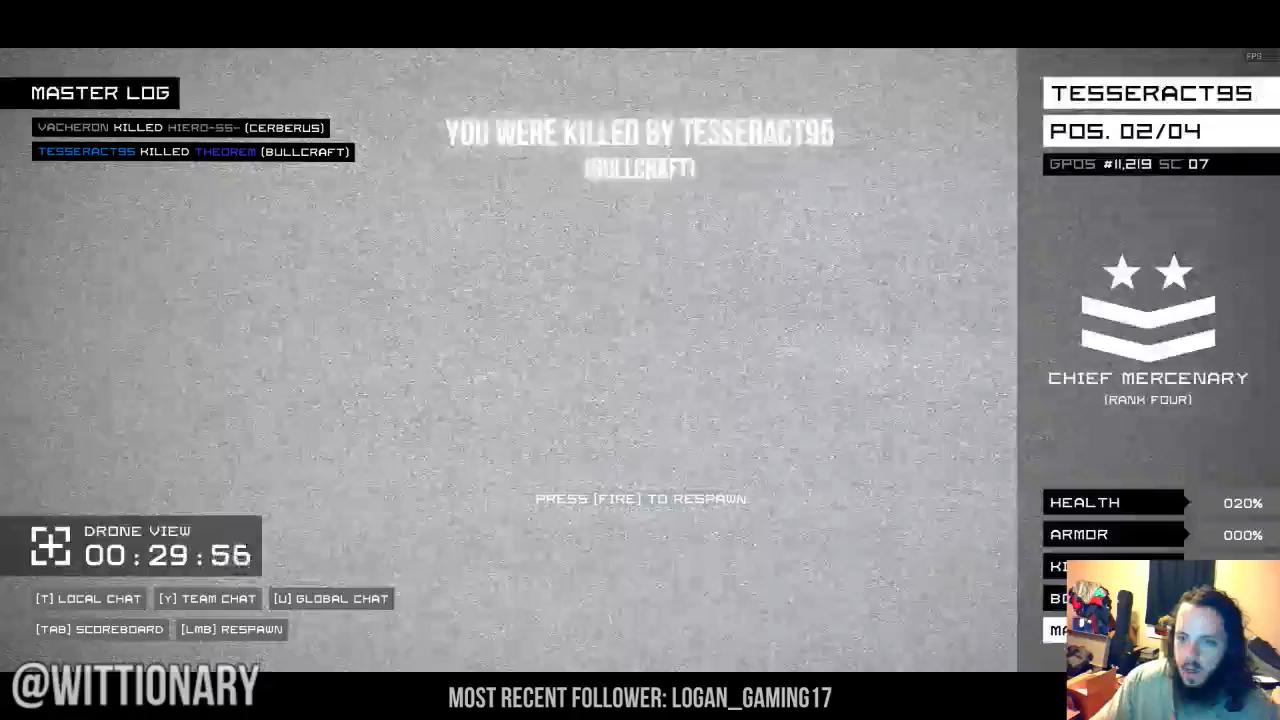 FPS
MASTER LOG
VACHERON KILLED HIERO-55- (CERBERUS)
TESSERACT95 KILLED THEOREM (BULLCRAFT)
YOU WERE KILLED BY TESSERACT95
(BULLCRAFT)
TESSERACT95
POS. 02/04
GPOS #11,219 SC 07
CHIEF MERCENARY
(RANK FOUR)
PRESS [FIRE] TO RESPAWN
HEALTH 020%
ARMOR 000%
DRONE VIEW
00:29:56
[T] LOCAL CHAT [Y] TEAM CHAT [U] GLOBAL CHAT
[TAB] SCOREBOARD [LMB] RESPAWN
@WITTIONARY
MOST RECENT FOLLOWER: LOGAN_GAMING17